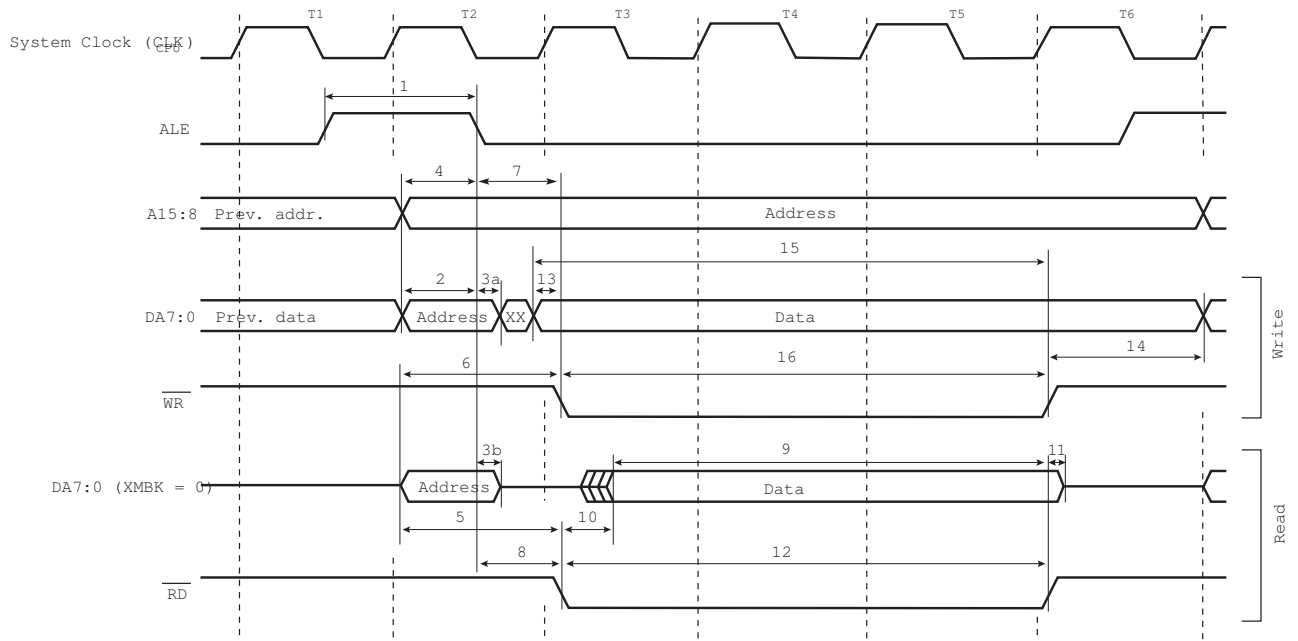 T1 T2 T3 T4 T5 T6
System Clock (CLKCPU)
1
ALE
4 7
A15:8 Prev. addr. Address
15
2 3a 13
DA7:0 Prev. data Address XX Data
Write
6 16 14
WR
3b 9 11
DA7:0 (XMBK = 0) Address Data
5 10
Read
8 12
RD